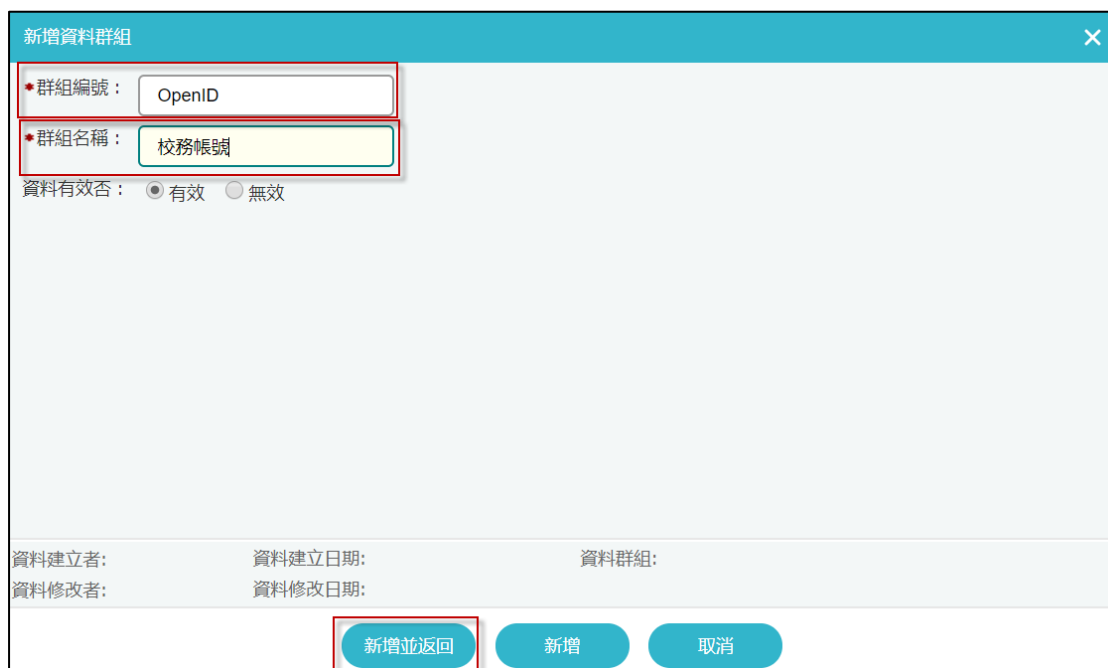 新增資料群組
*群組編號： OpenID
*群組名稱： 校務帳號
資料有效否： 有效 無效
資料建立者: 資料建立日期: 資料群組:
資料修改者: 資料修改日期:
新增並返回 新增 取消